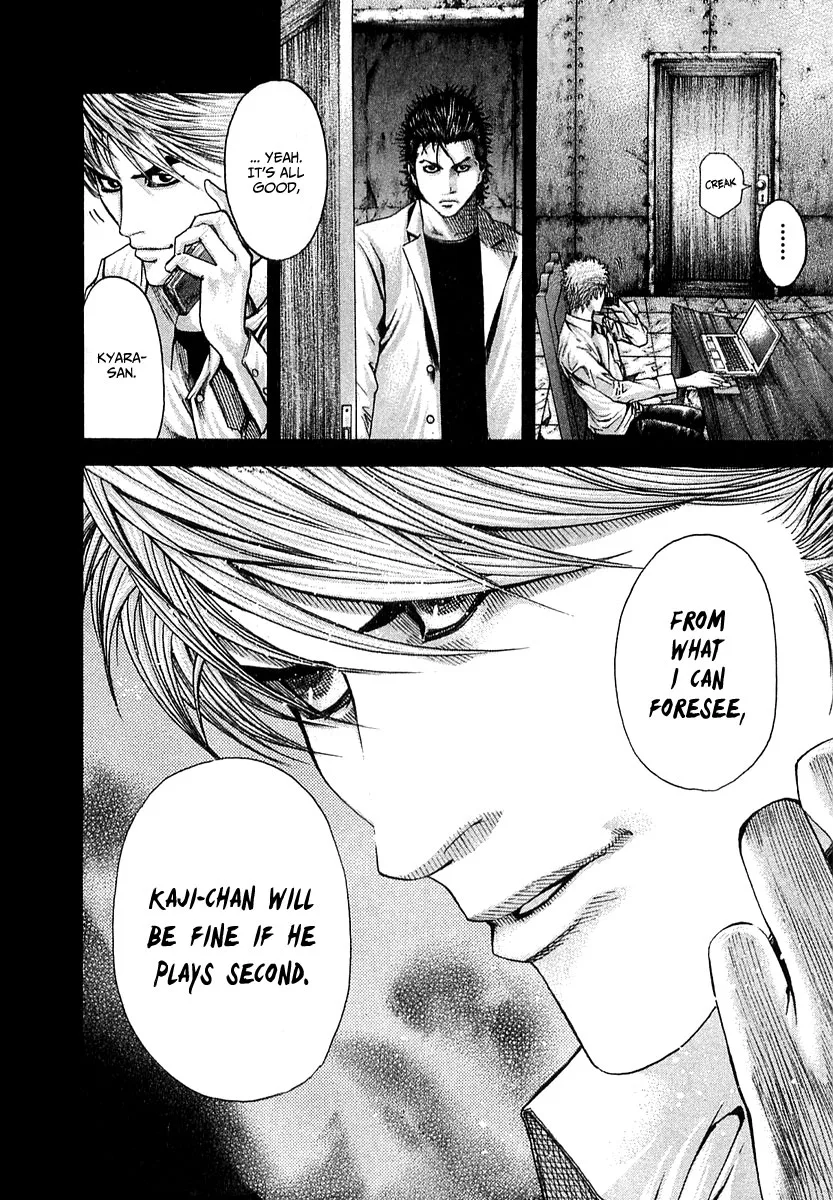 CREAK
......
... YEAH.
IT'S ALL
GOOD,
KYARA-
SAN.
FROM
WHAT
I CAN
FORESEE,
KAJI-CHAN WILL
BE FINE IF HE
PLAYS SECOND.